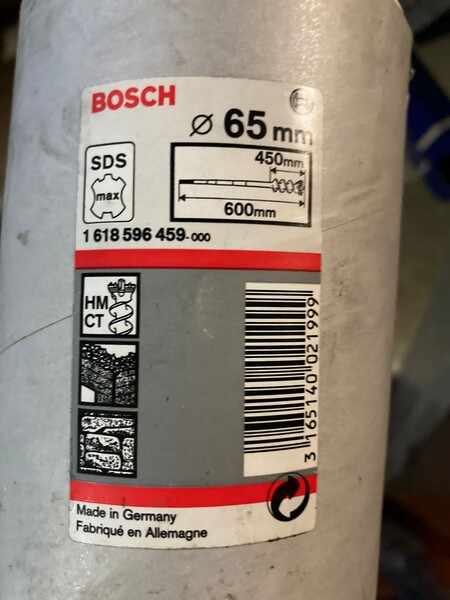 BOSCH
Ø 65 mm
SDS
max
450mm
600mm
1 618 596 459-000
HM
CT
3 165140 021999
Made in Germany
Fabriqué en Allemagne